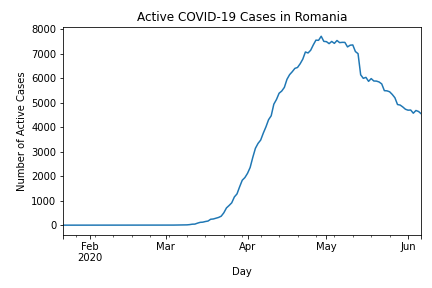 Active COVID-19 Cases in Romania
8000
7000
6000
5000
4000
3000
2000
1000
0
Number of Active Cases
Feb Mar Apr May Jun
2020
Day